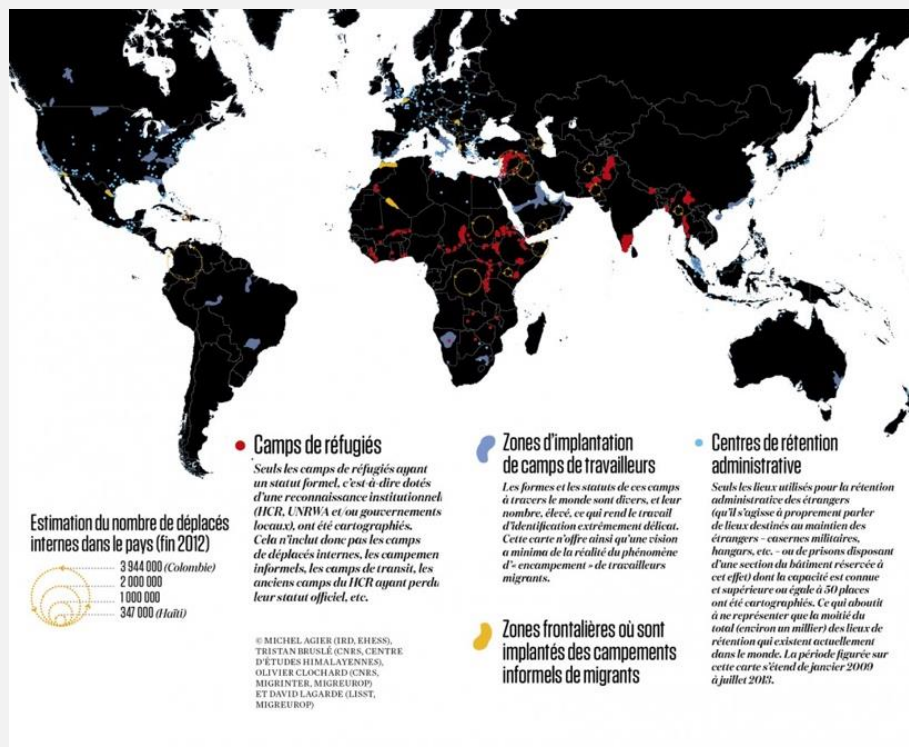 Camps de réfugiés
Seuls les camps de réfugiés ayant
un statut formel, c'est-à-dire dotés
d'une reconnaissance institutionnell
(HCR, UNRWA et/ou gouvernements
locaux), ont été cartographiés.
Cela n'inclut donc pas les camps
de déplacés internes, les campemen
informels, les camps de transit, les
anciens camps du HCR ayant perdu
leur statut officiel, etc.
Estimation du nombre de déplacés
internes dans le pays (fin 2012)
3 944 000 (Colombie)
2 000 000
1 000 000
347 000 (Haïti)
© MICHEL AGIER (IRD, EHESS),
TRISTAN BRUSLÉ (CNRS, CENTRE
D'ÉTUDES HIMALAYENNES),
OLIVIER CLOCHARD (CNRS,
MIGRINTER, MIGREUROP)
ET DAVID LAGARDE (LISST,
MIGREUROP)
Zones d'implantation
de camps de travailleurs
Les formes et les statuts de ces camps
à travers le monde sont divers, et leur
nombre, élevé, ce qui rend le travail
d'identification extrêmement délicat.
Cette carte n'offre ainsi qu'une vision
a minima de la réalité du phénomène
d'« encampement » de travailleurs
migrants.
Zones frontalières où sont
implantés des campements
informels de migrants
Centres de rétention
administrative
Seuls les lieux utilisés pour la rétention
administrative des étrangers
(qu'il s'agisse à proprement parler
de lieux destinés au maintien des
étrangers – casernes militaires,
hangars, etc. – ou de prisons disposant
d'une section du bâtiment réservée à
cet effet) dont la capacité est connue
et supérieure ou égale à 50 places
ont été cartographiés. Ce qui aboutit
à ne représenter que la moitié du
total (environ un millier) des lieux de
rétention qui existent actuellement
dans le monde. La période figurée sur
cette carte s'étend de janvier 2009
à juillet 2013.